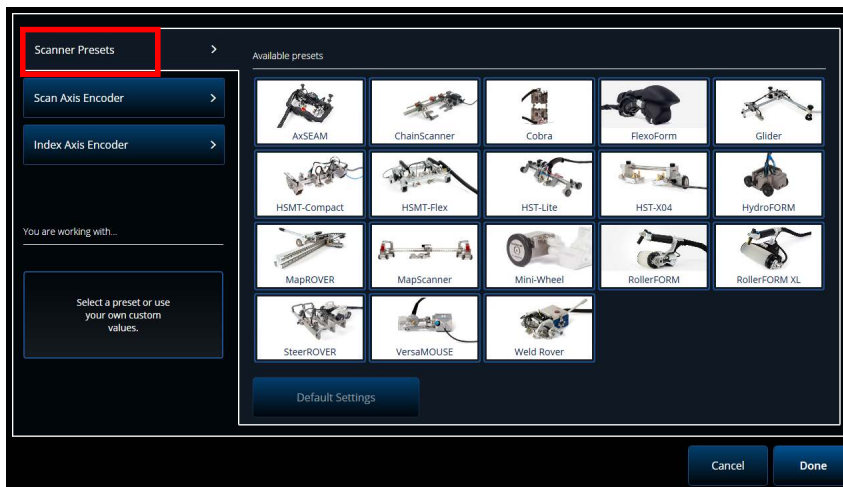 Scanner Presets
Available presets
Scan Axis Encoder
Index Axis Encoder
AxSEAM
ChainScanner
Cobra
FlexoForm
Glider
HSMT-Compact
HSMT-Flex
HST-Lite
HST-X04
HydroFORM
You are working with...
MapROVER
MapScanner
Mini-Wheel
RollerFORM
RollerFORM XL
Select a preset or use
your own custom
values.
SteerROVER
VersaMOUSE
Weld Rover
Default Settings
Cancel
Done